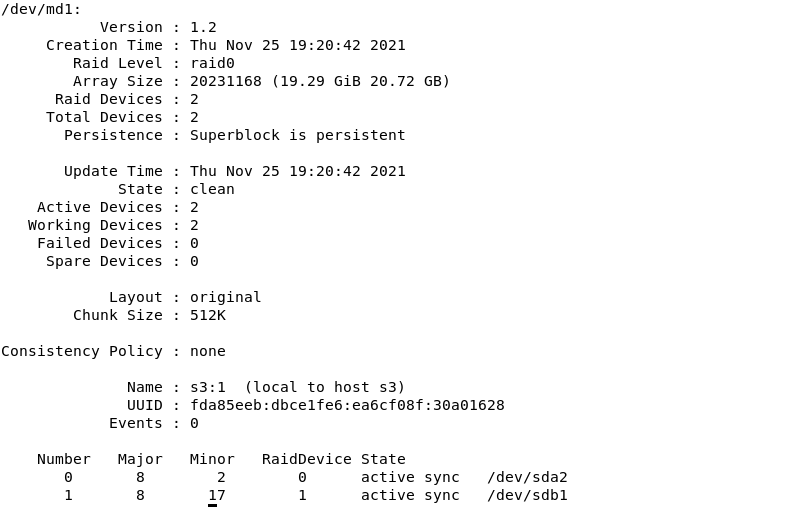 /dev/md1:
           Version : 1.2
     Creation Time : Thu Nov 25 19:20:42 2021
        Raid Level : raid0
        Array Size : 20231168 (19.29 GiB 20.72 GB)
      Raid Devices : 2
     Total Devices : 2
       Persistence : Superblock is persistent

       Update Time : Thu Nov 25 19:20:42 2021
             State : clean
    Active Devices : 2
   Working Devices : 2
    Failed Devices : 0
     Spare Devices : 0

            Layout : original
        Chunk Size : 512K

Consistency Policy : none

              Name : s3:1  (local to host s3)
              UUID : fda85eeb:dbce1fe6:ea6cf08f:30a01628
            Events : 0

    Number   Major   Minor   RaidDevice State
       0       8        2        0      active sync   /dev/sda2
       1       8       17        1      active sync   /dev/sdb1